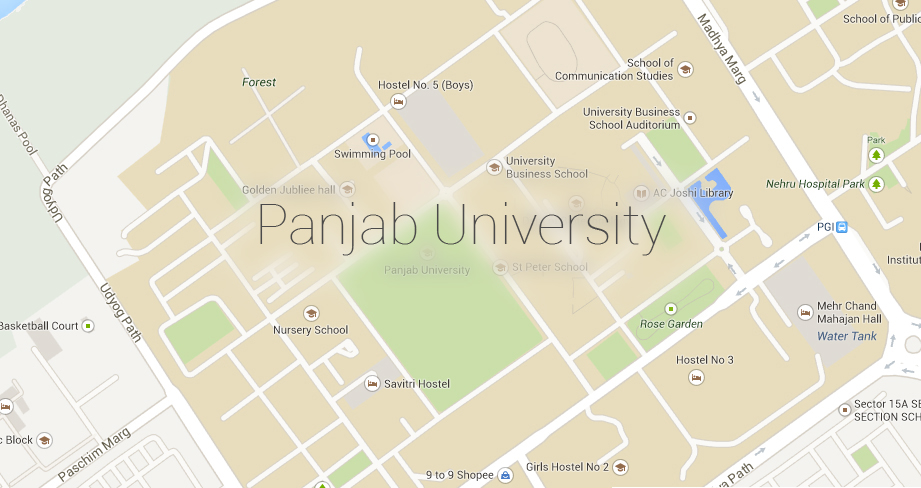 School of Public
Madhya Marg
School of
Communication Studies
Forest
Hostel No. 5 (Boys)
University Business
School Auditorium
Dhanas Pool
Swimming Pool
University
Business School
Park
Path
Udyog
Golden Jubliee hall
AC Joshi Library
Nehru Hospital Park
Panjab University
PGI
Panjab University
St Peter School
Institut
Udyog Path
Basketball Court
Nursery School
Rose Garden
Mehr Chand
Mahajan Hall
Water Tank
Hostel No 3
Savitri Hostel
Sector 15A SE
SECTION SCH
c Block
Paschim Marg
9 to 9 Shopee
Girls Hostel No 2
ya Path